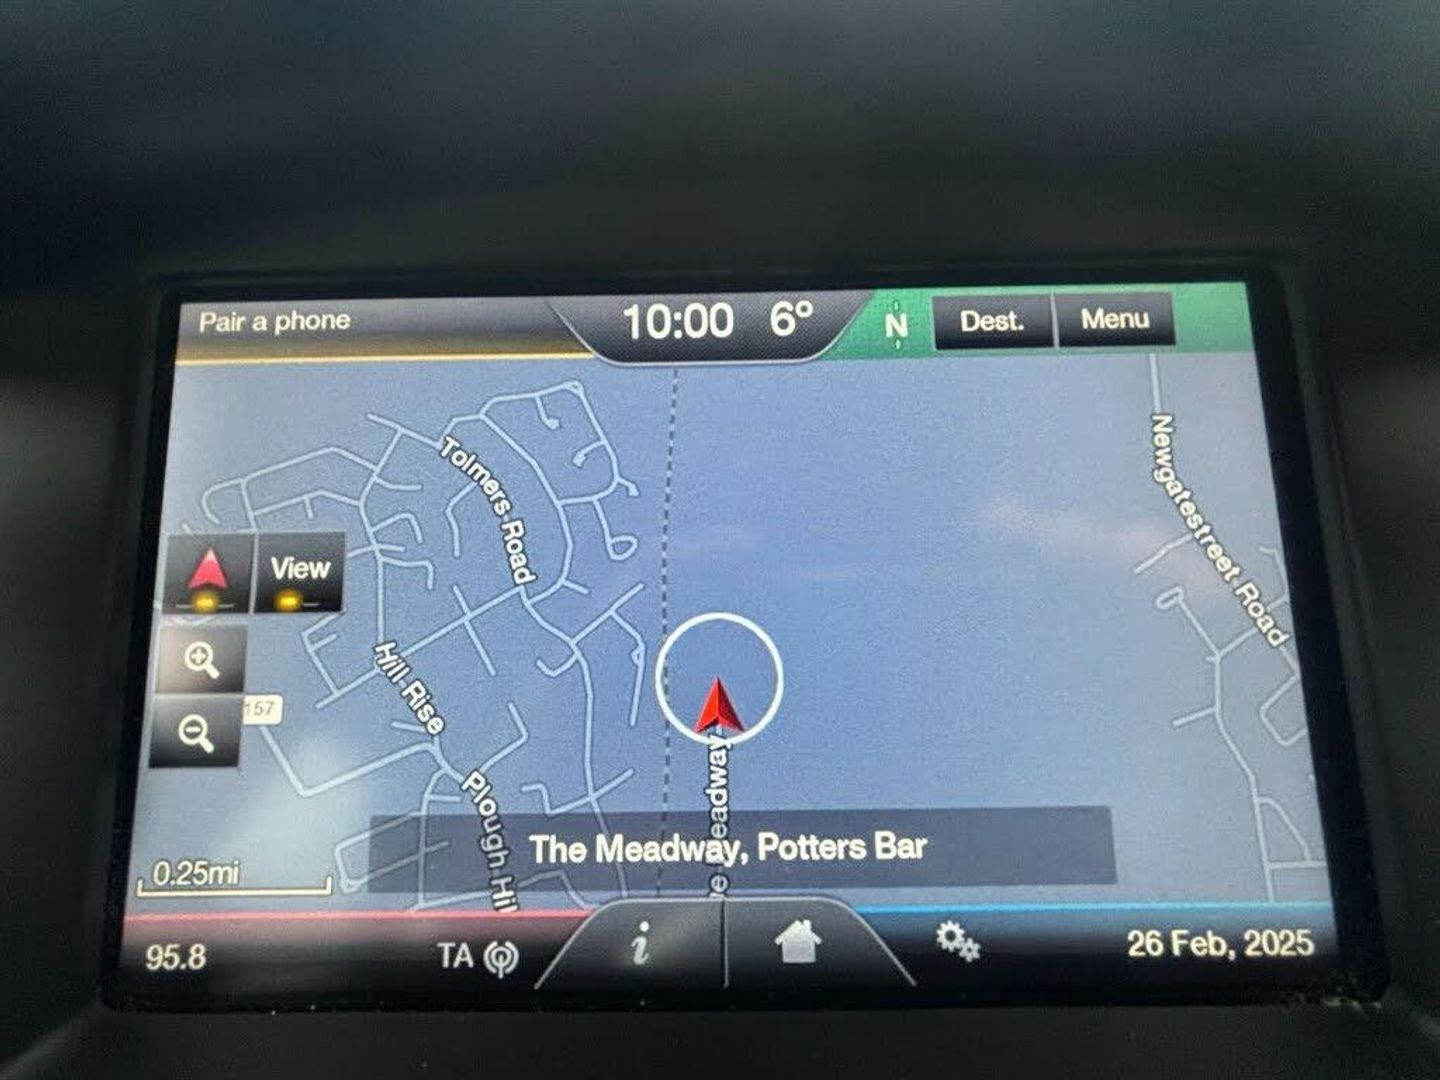 Pair a phone
10:00 6°
N
Dest.
Menu
Tolmers Road
Newgatestreet Road
View
Hill Rise
157
Plough Hil
e Meadway
The Meadway, Potters Bar
0.25mi
95.8
TA
i
26 Feb, 2025